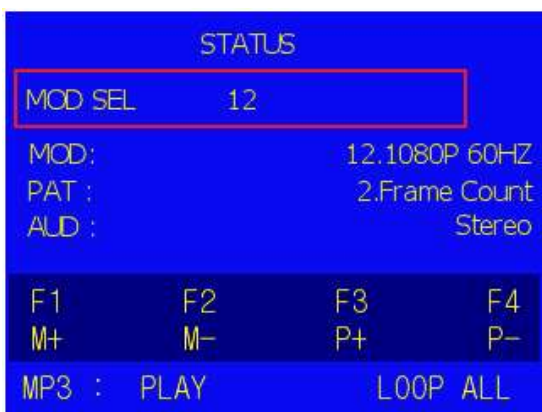 STATUS
MOD SEL 12
MOD: 12.1080P 60HZ
PAT : 2.Frame Count
AUD : Stereo
F1 F2 F3 F4
M+ M- P+ P-
MP3 : PLAY LOOP ALL